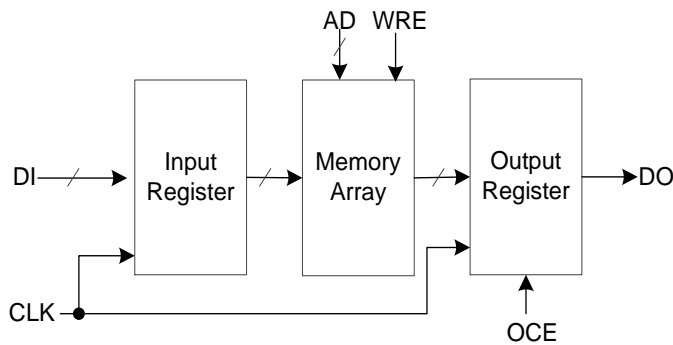 AD WRE
DI
Input
Register
Memory
Array
Output
Register
DO
CLK
OCE